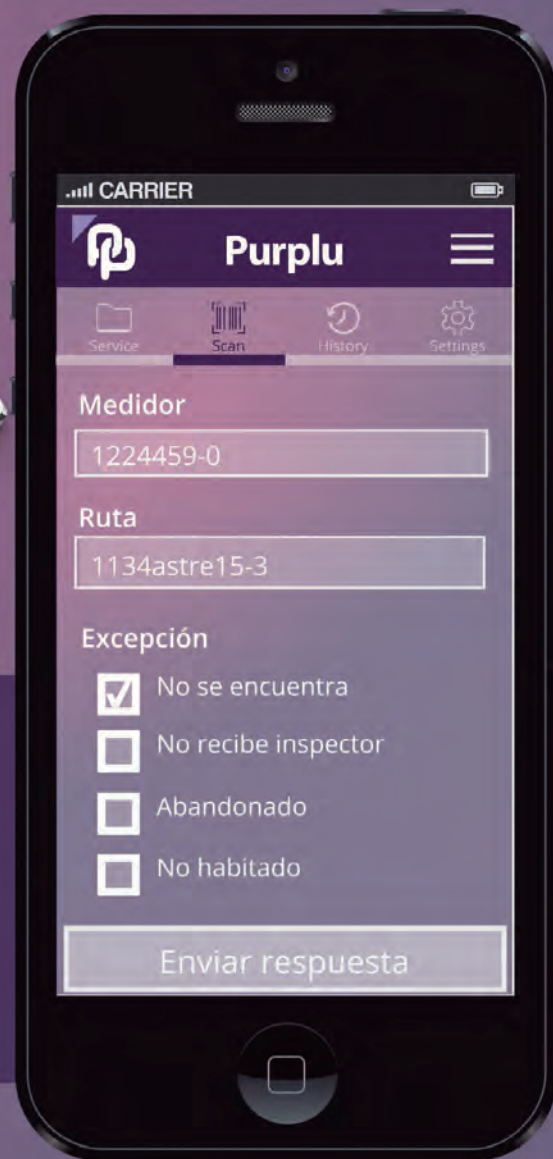 CARRIER
Purplu
Service Scan History Settings
Medidor
1224459-0
Ruta
1134astre15-3
Excepción
No se encuentra
No recibe inspector
Abandonado
No habitado
Enviar respuesta